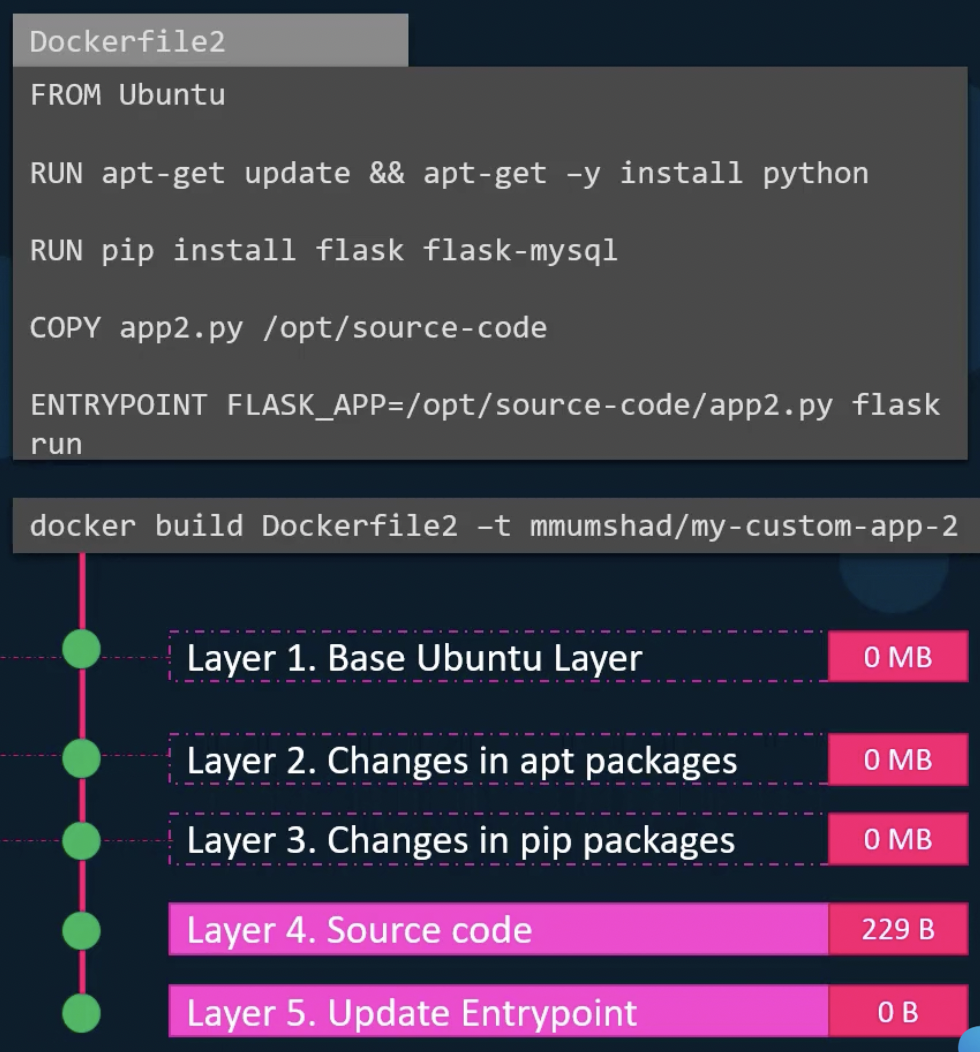 Dockerfile2
FROM Ubuntu
RUN apt-get update && apt-get –y install python
RUN pip install flask flask-mysql
COPY app2.py /opt/source-code
ENTRYPOINT FLASK_APP=/opt/source-code/app2.py flask
run
docker build Dockerfile2 –t mmumshad/my-custom-app-2
Layer 1. Base Ubuntu Layer 0 MB
Layer 2. Changes in apt packages 0 MB
Layer 3. Changes in pip packages 0 MB
Layer 4. Source code 229 B
Layer 5. Update Entrypoint 0 B